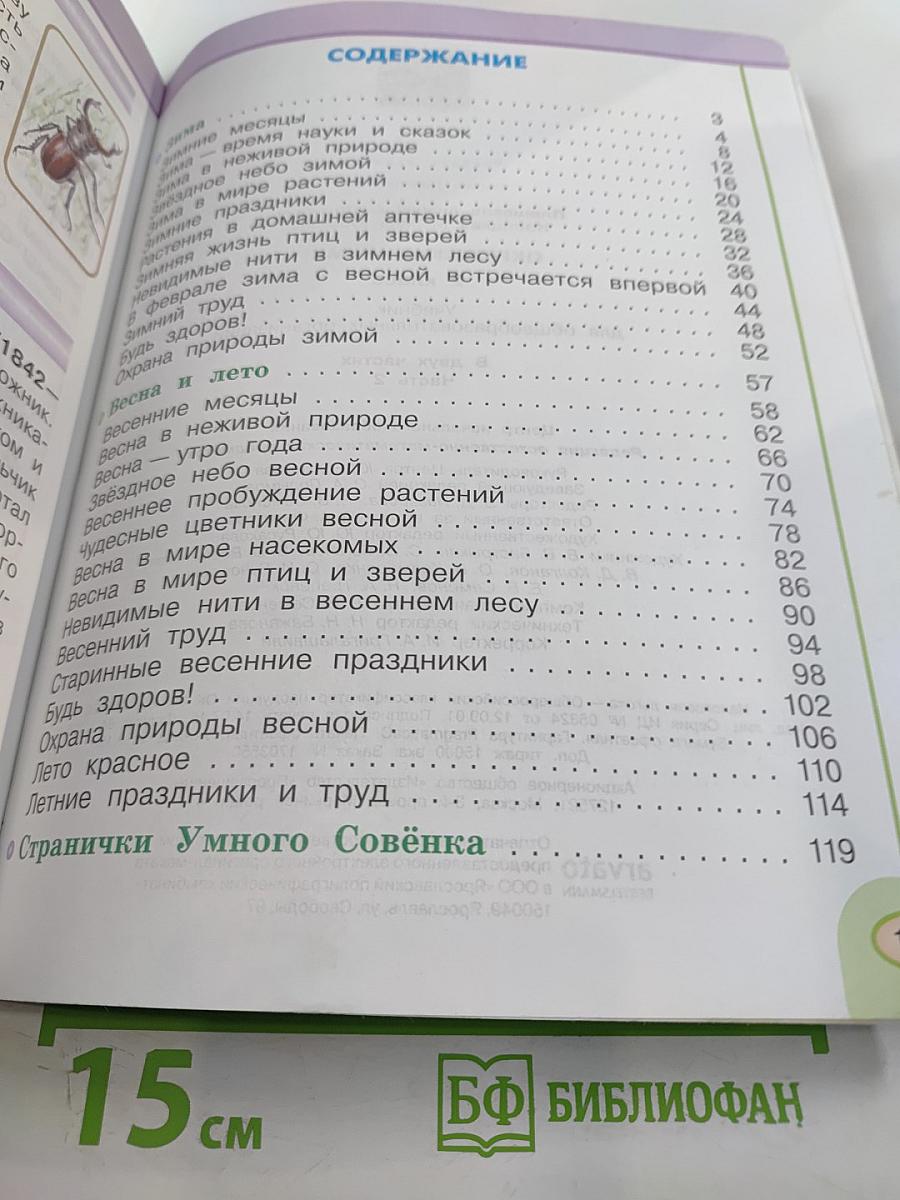 СОДЕРЖАНИЕ
Зима 3
Зимние месяцы 4
Зима — время науки и сказок 8
Зима в неживой природе 12
Звёздное небо зимой 16
Зима в мире растений 20
Зимние праздники 24
Растения в домашней аптечке 28
Зимняя жизнь птиц и зверей 32
Невидимые нити в зимнем лесу 36
В феврале зима с весной встречается впервой 40
Зимний труд 44
Будь здоров! 48
Охрана природы зимой 52
Весна и лето 57
Весенние месяцы 58
Весна в неживой природе 62
Весна — утро года 66
Звёздное небо весной 70
Весеннее пробуждение растений 74
Чудесные цветники весной 78
Весна в мире насекомых 82
Весна в мире птиц и зверей 86
Невидимые нити в весеннем лесу 90
Весенний труд 94
Старинные весенние праздники 98
Будь здоров! 102
Охрана природы весной 106
Лето красное 110
Летние праздники и труд 114
Странички Умного Совёнка 119
1842—
15 см
БФ БИБЛИОФАН